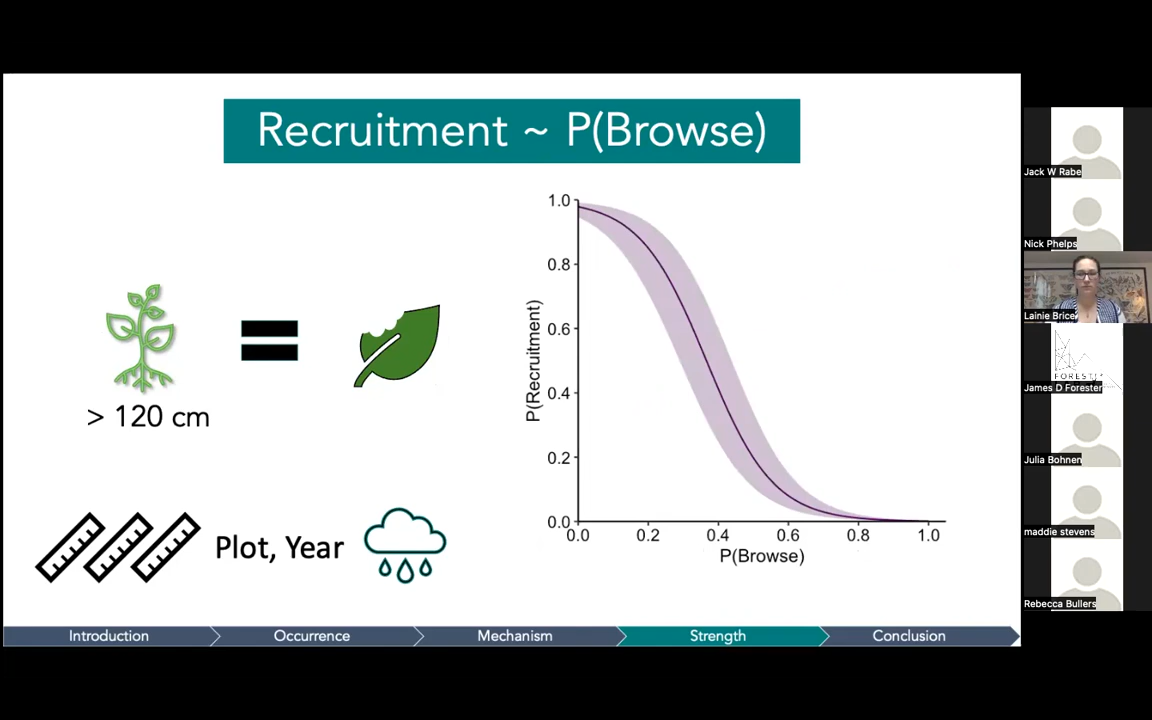 Recruitment ~ P(Browse)
> 120 cm
Plot, Year
P(Recruitment)
1.0
0.8
0.6
0.4
0.2
0.0
0.0 0.2 0.4 0.6 0.8 1.0
P(Browse)
Introduction
Occurrence
Mechanism
Strength
Conclusion
Jack W Rabe
Nick Phelps
Lainie Brice
FOREST
James D Forester
Julia Bohnen
maddie stevens
Rebecca Bullers